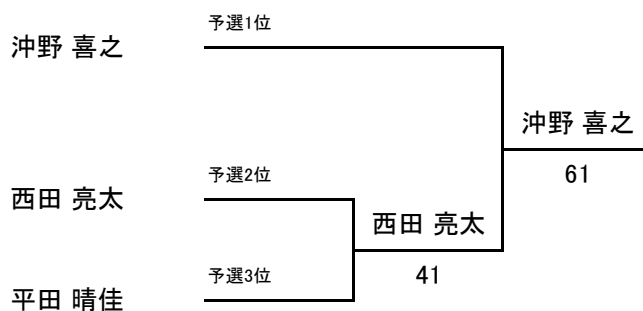 沖野 喜之
予選1位
沖野 喜之
61
西田 亮太
予選2位
西田 亮太
41
平田 晴佳
予選3位